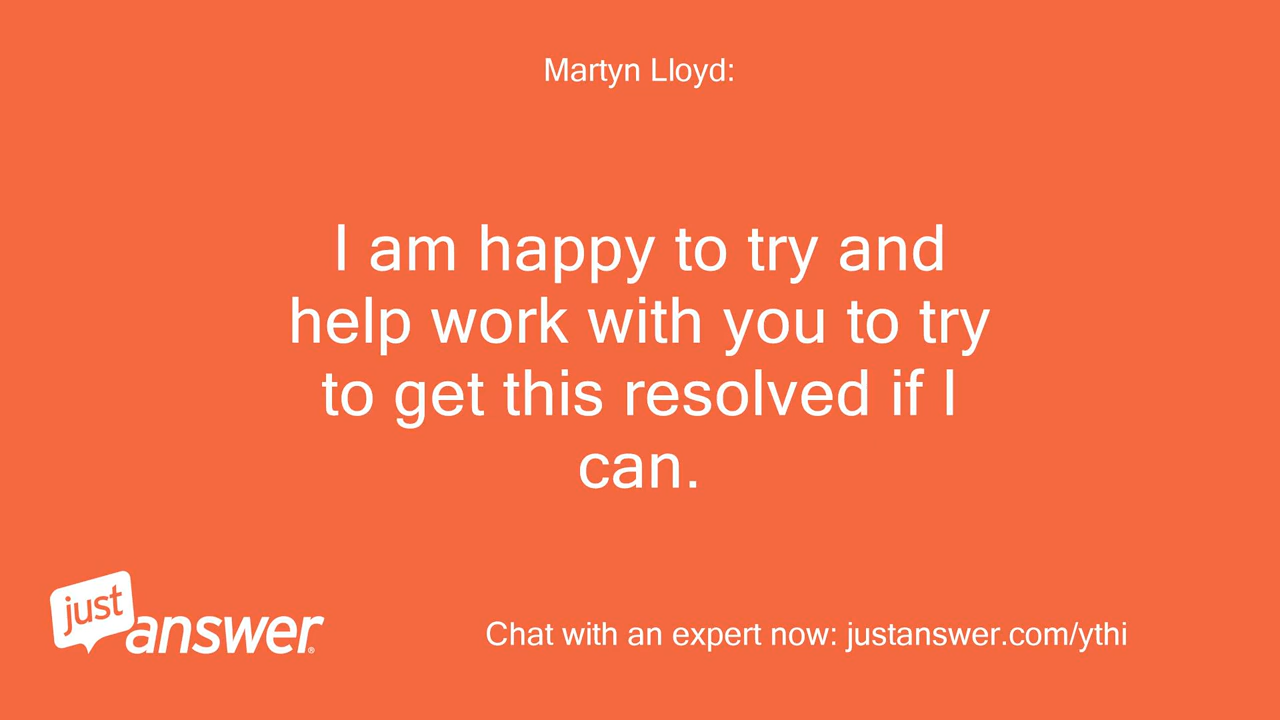 Martyn Lloyd:
I am happy to try and
help work with you to try
to get this resolved if I
can.
just
answer®
Chat with an expert now: justanswer.com/ythi